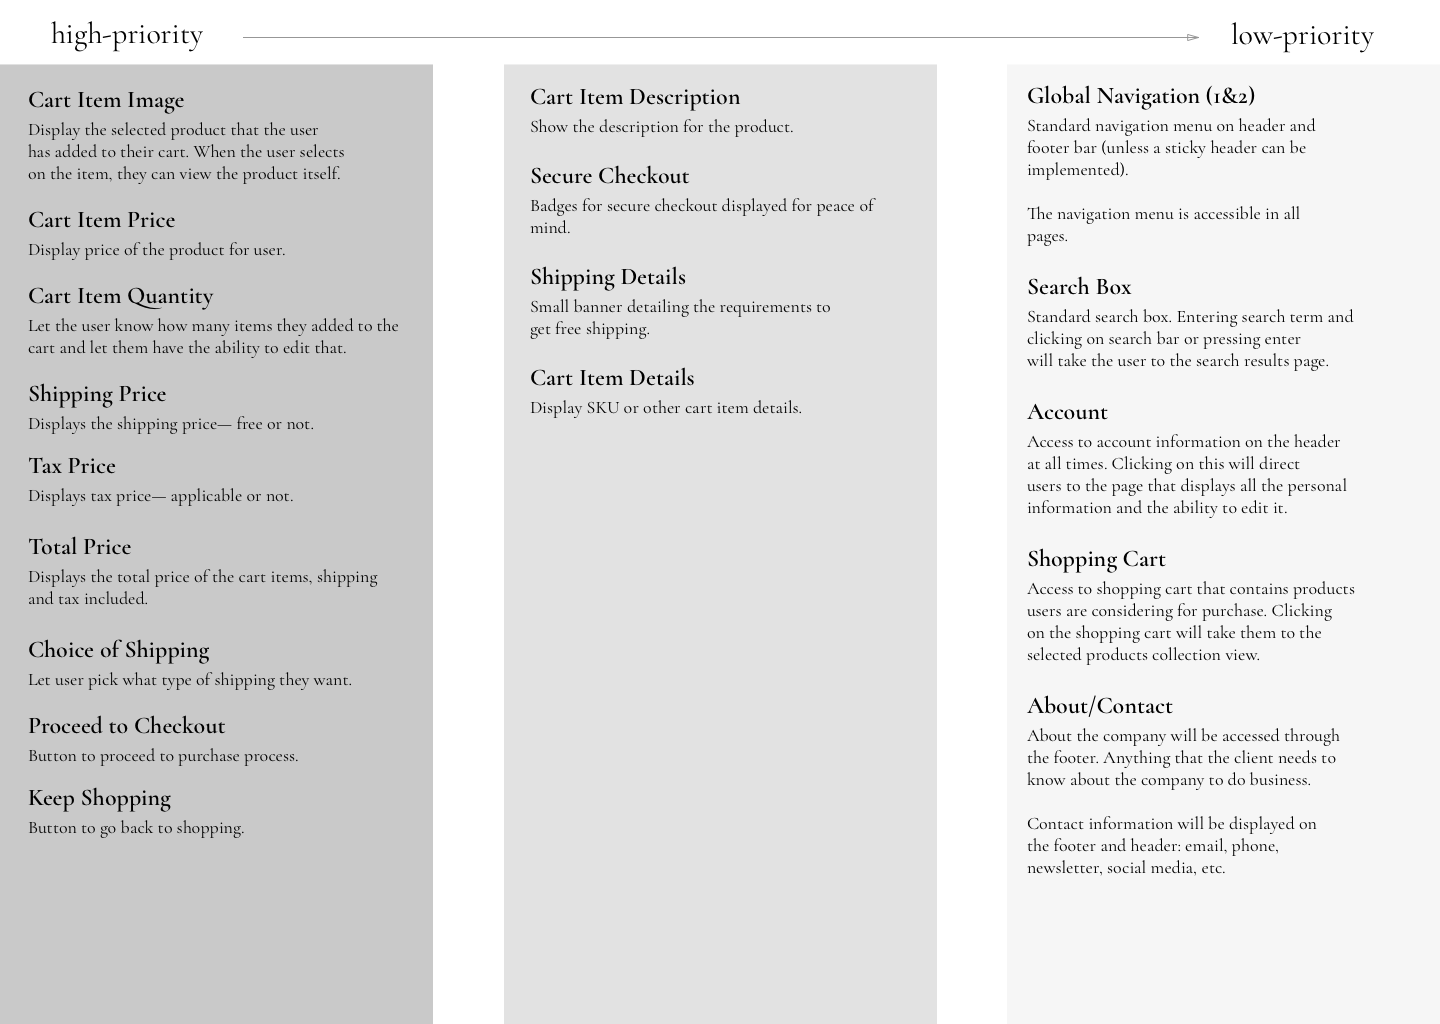 high-priority
low-priority
Cart Item Image
Display the selected product that the user
has added to their cart. When the user selects
on the item, they can view the product itself.
Cart Item Price
Display price of the product for user.
Cart Item Quantity
Let the user know how many items they added to the
cart and let them have the ability to edit that.
Shipping Price
Displays the shipping price— free or not.
Tax Price
Displays tax price— applicable or not.
Total Price
Displays the total price of the cart items, shipping
and tax included.
Choice of Shipping
Let user pick what type of shipping they want.
Proceed to Checkout
Button to proceed to purchase process.
Keep Shopping
Button to go back to shopping.
Cart Item Description
Show the description for the product.
Secure Checkout
Badges for secure checkout displayed for peace of
mind.
Shipping Details
Small banner detailing the requirements to
get free shipping.
Cart Item Details
Display SKU or other cart item details.
Global Navigation (1&2)
Standard navigation menu on header and
footer bar (unless a sticky header can be
implemented).
The navigation menu is accessible in all
pages.
Search Box
Standard search box. Entering search term and
clicking on search bar or pressing enter
will take the user to the search results page.
Account
Access to account information on the header
at all times. Clicking on this will direct
users to the page that displays all the personal
information and the ability to edit it.
Shopping Cart
Access to shopping cart that contains products
users are considering for purchase. Clicking
on the shopping cart will take them to the
selected products collection view.
About/Contact
About the company will be accessed through
the footer. Anything that the client needs to
know about the company to do business.
Contact information will be displayed on
the footer and header: email, phone,
newsletter, social media, etc.